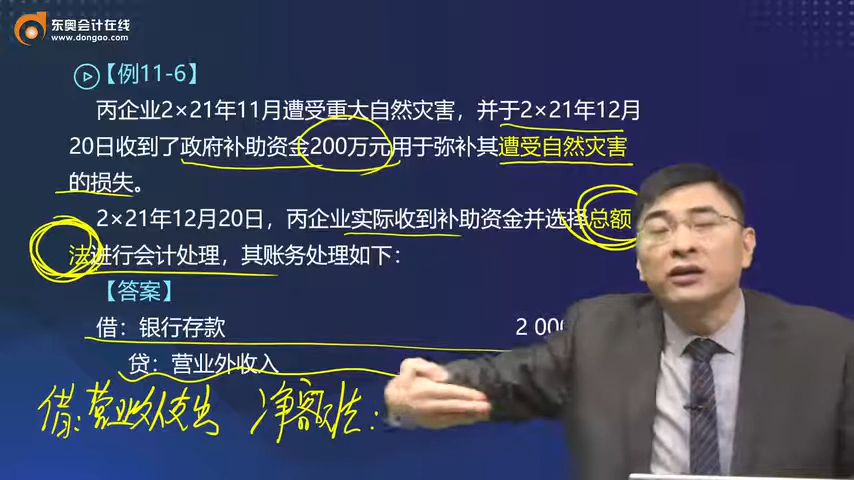 东奥会计在线
www.dongao.com
【例11-6】
丙企业2×21年11月遭受重大自然灾害，并于2×21年12月
20日收到了政府补助资金200万元用于弥补其遭受自然灾害
的损失。
2×21年12月20日，丙企业实际收到补助资金并选择总额
法进行会计处理，其账务处理如下：
【答案】
借：银行存款 2 00
贷：营业外收入
借：营业外支出 净额法：